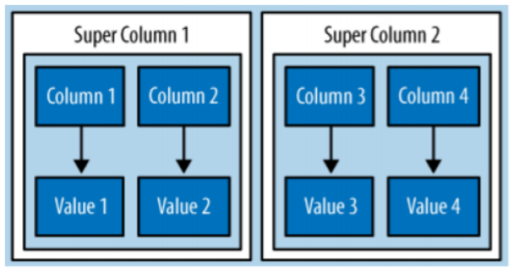 Super Column 1
Super Column 2
Column 1
Column 2
Column 3
Column 4
Value 1
Value 2
Value 3
Value 4